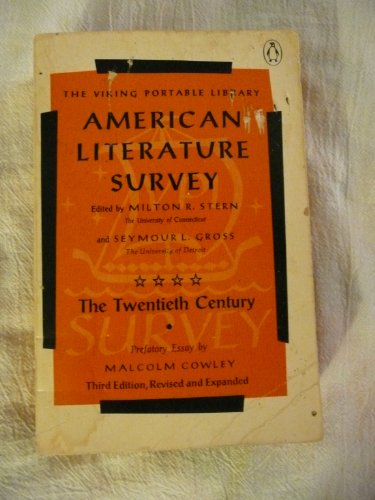 THE VIKING PORTABLE LIBRARY
AMERICAN
LITERATURE
SURVEY
Edited by MILTON R. STERN
The University of Connecticut
and SEYMOUR L. GROSS
The University of Detroit
The Twentieth Century
SURVEY
Prefatory Essay by
MALCOLM COWLEY
Third Edition, Revised and Expanded